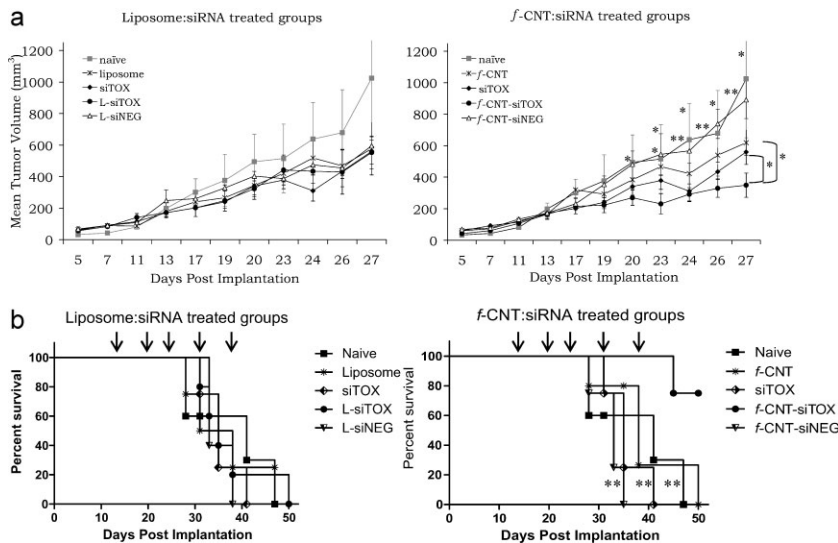 a
Liposome:siRNA treated groups
Mean Tumor Volume (mm³)
1200
1000
800
600
400
200
0
naïve
liposome
siTOX
L-siTOX
L-siNEG
5 7 11 13 17 19 20 23 24 26 27
Days Post Implantation
f-CNT:siRNA treated groups
1200
1000
800
600
400
200
0
naïve
f-CNT
siTOX
f-CNT-siTOX
f-CNT-siNEG
*
*
*
**
*
**
*
**
*
*
*
*
5 7 11 13 17 19 20 23 24 26 27
Days Post Implantation
b
Liposome:siRNA treated groups
Percent survival
100
80
60
40
20
0
Naive
Liposome
siTOX
L-siTOX
L-siNEG
0 10 20 30 40 50
Days Post Implantation
f-CNT:siRNA treated groups
Percent survival
100
80
60
40
20
0
Naive
f-CNT
siTOX
f-CNT-siTOX
f-CNT-siNEG
** ** **
0 10 20 30 40 50
Days Post Implantation